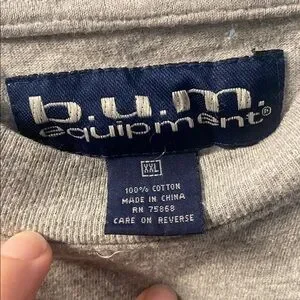 b.u.m.
equipment®
XXL
100% COTTON
MADE IN CHINA
RN 75868
CARE ON REVERSE